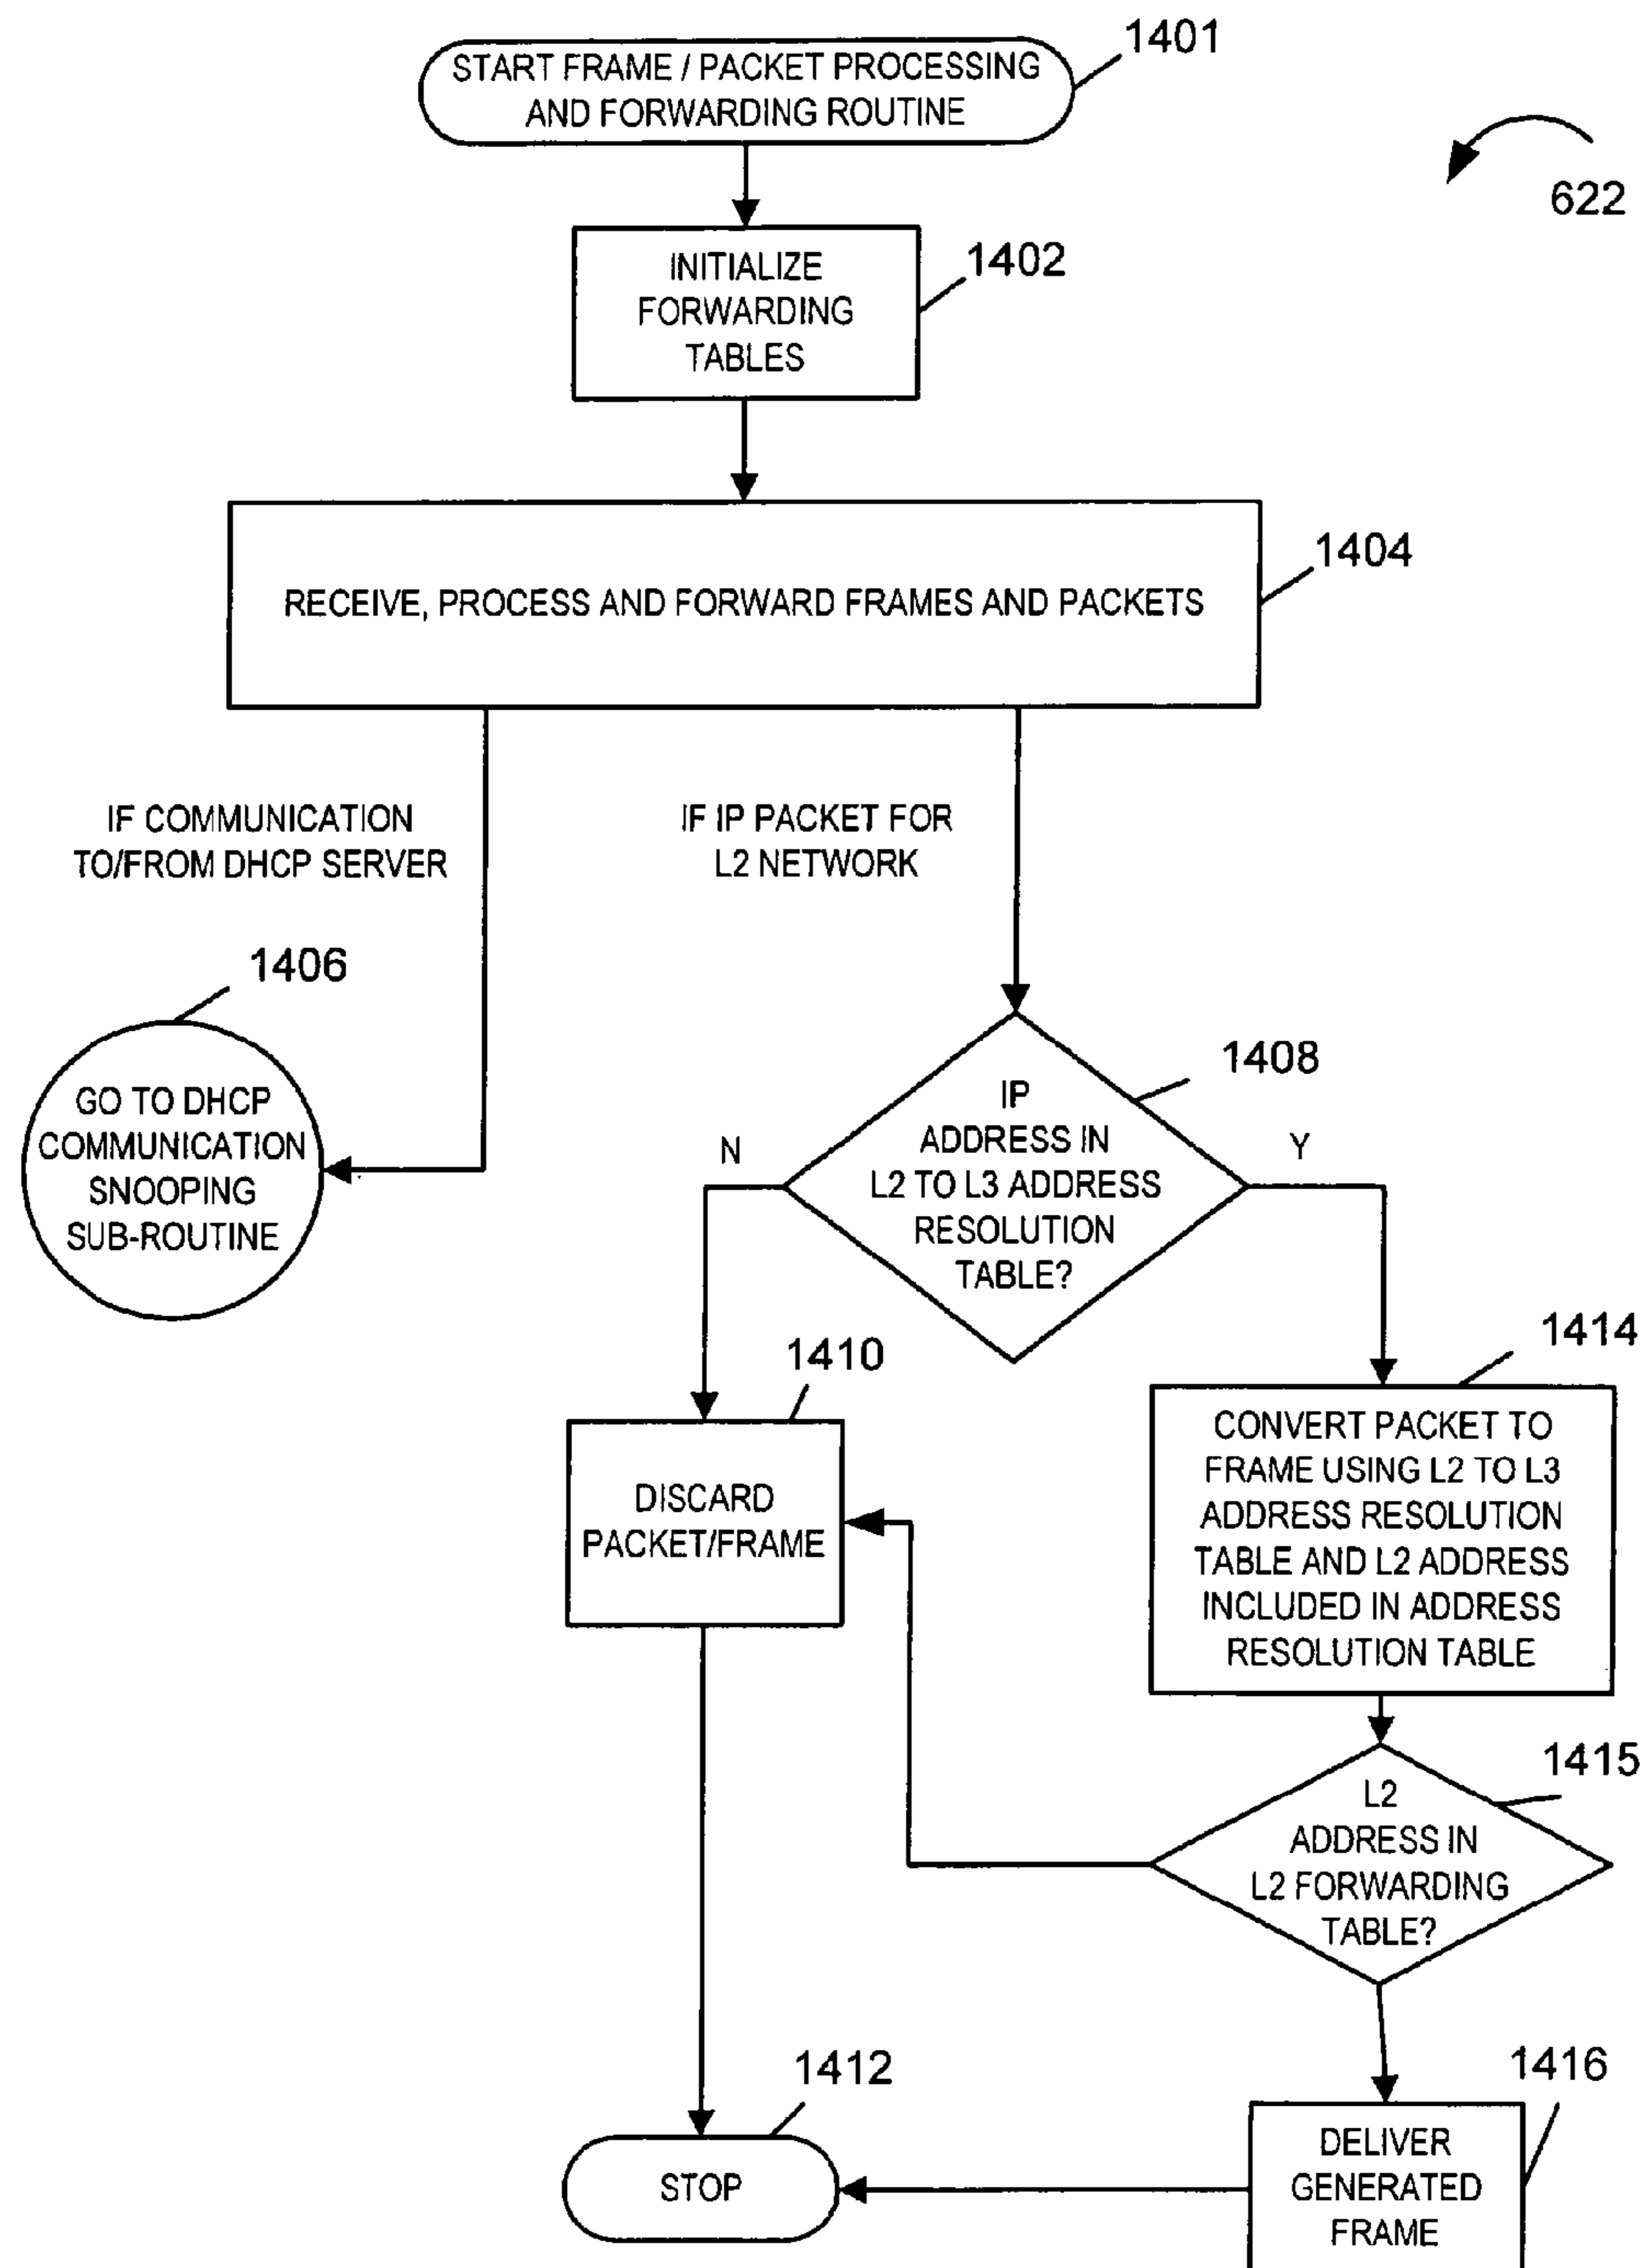 1401
START FRAME / PACKET PROCESSING
AND FORWARDING ROUTINE
622
1402
INITIALIZE
FORWARDING
TABLES
1404
RECEIVE, PROCESS AND FORWARD FRAMES AND PACKETS
IF COMMUNICATION
TO/FROM DHCP SERVER
IF IP PACKET FOR
L2 NETWORK
1406
GO TO DHCP
COMMUNICATION
SNOOPING
SUB-ROUTINE
1408
IP
ADDRESS IN
L2 TO L3 ADDRESS
RESOLUTION
TABLE?
N
Y
1410
DISCARD
PACKET/FRAME
1414
CONVERT PACKET TO
FRAME USING L2 TO L3
ADDRESS RESOLUTION
TABLE AND L2 ADDRESS
INCLUDED IN ADDRESS
RESOLUTION TABLE
1415
L2
ADDRESS IN
L2 FORWARDING
TABLE?
1412
STOP
1416
DELIVER
GENERATED
FRAME